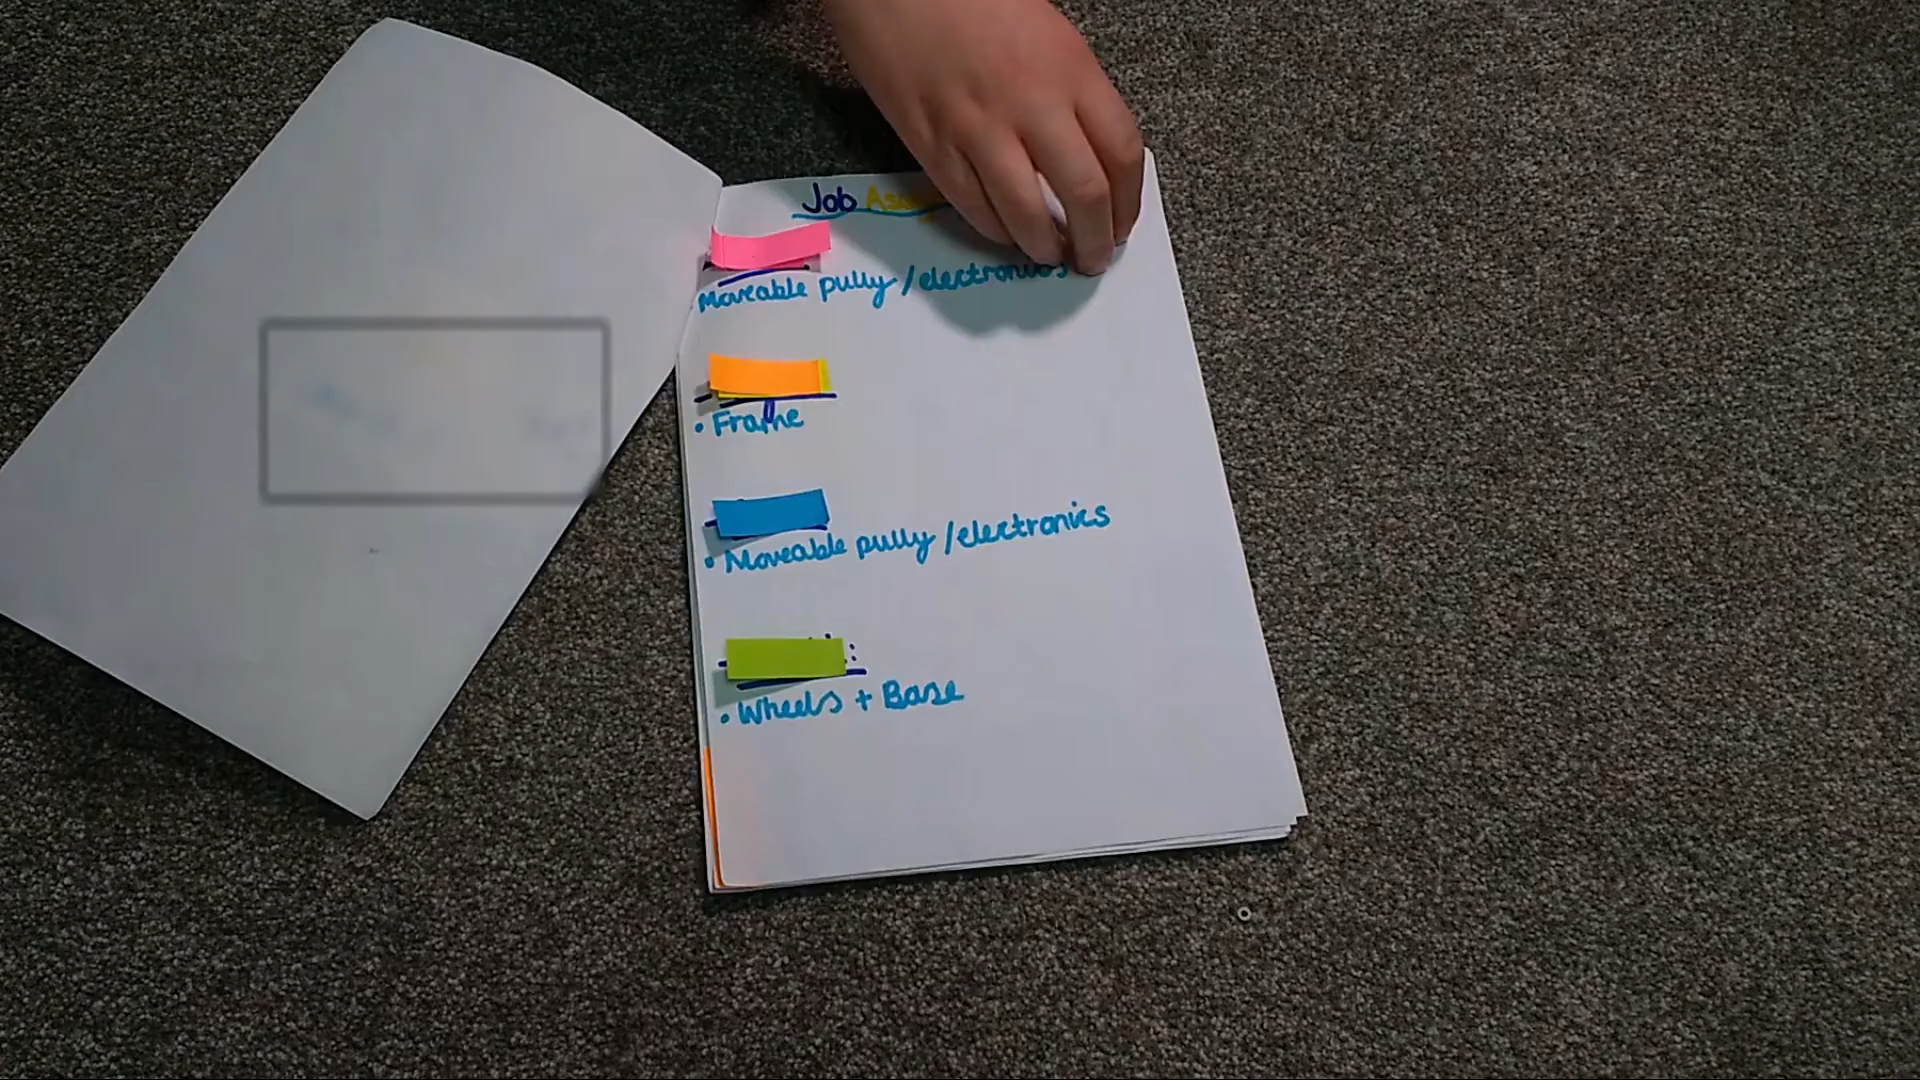 Job
Moveable pully/electronics
• Frame
• Moveable pully/electronics
• Wheels + Base